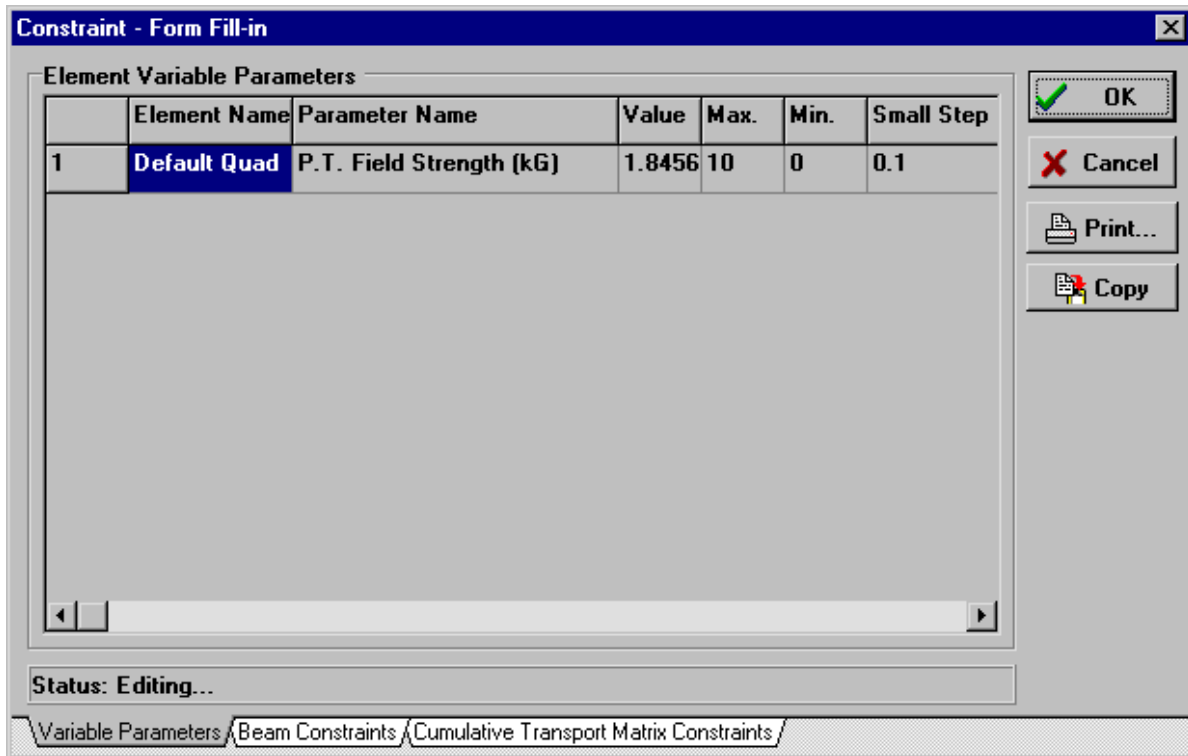 Constraint - Form Fill-in
Element Variable Parameters
Element Name Parameter Name Value Max. Min. Small Step
1 Default Quad P.T. Field Strength (kG) 1.8456 10 0 0.1
OK
Cancel
Print...
Copy
Status: Editing...
Variable Parameters Beam Constraints Cumulative Transport Matrix Constraints